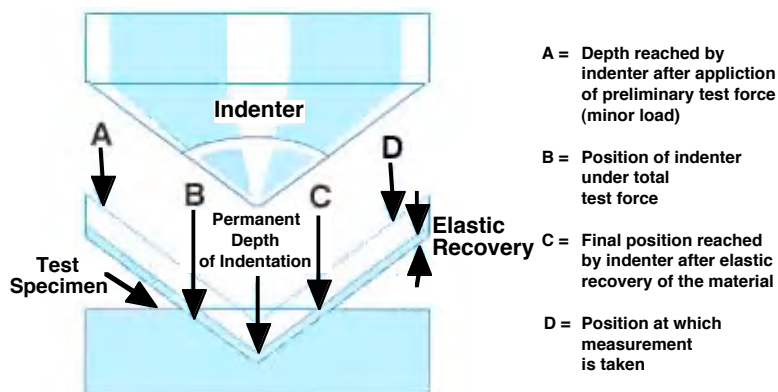 Indenter
A
D
B
C
Permanent
Depth
of Indentation
Elastic
Recovery
Test
Specimen
A = Depth reached by
indenter after appliction
of preliminary test force
(minor load)
B = Position of indenter
under total
test force
C = Final position reached
by indenter after elastic
recovery of the material
D = Position at which
measurement
is taken